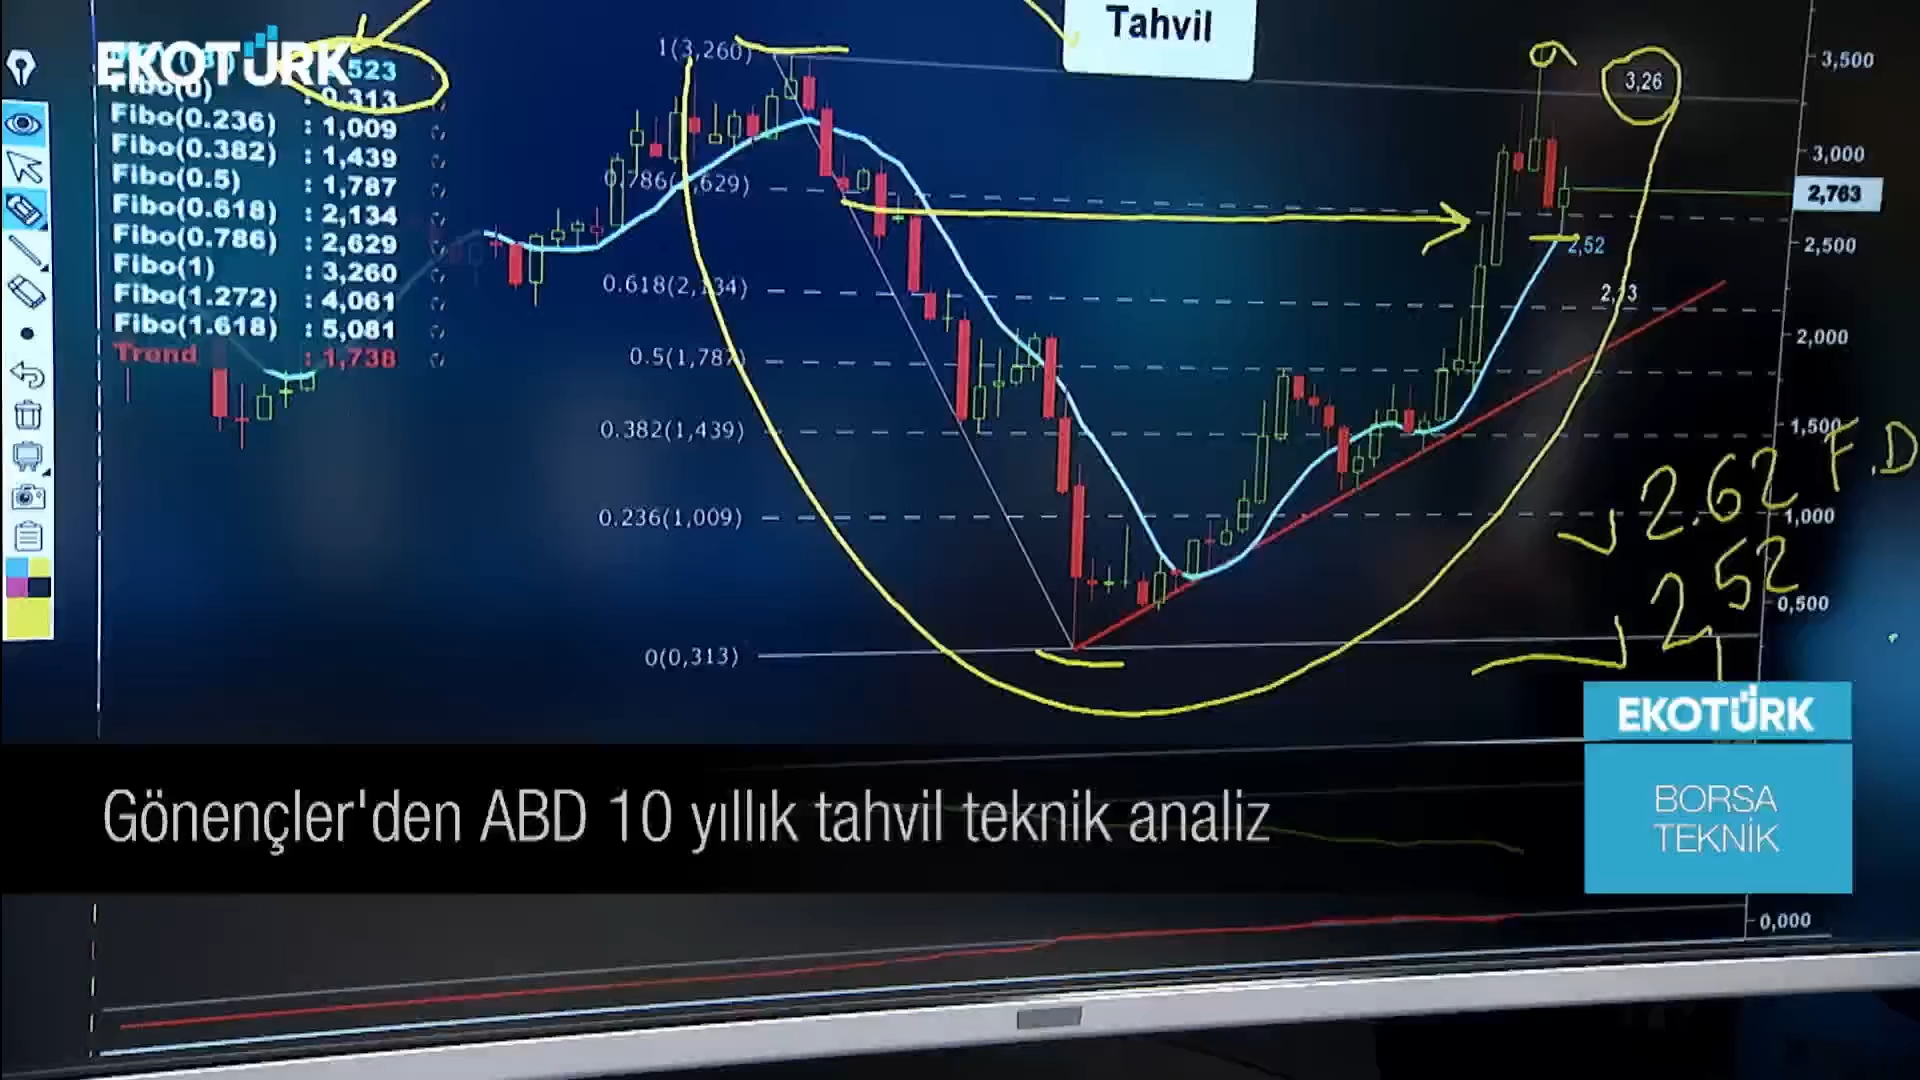 EKOTÜRK
523
Fibo(0) : 0,313
Fibo(0.236) : 1,009
Fibo(0.382) : 1,439
Fibo(0.5) : 1,787
Fibo(0.618) : 2,134
Fibo(0.786) : 2,629
Fibo(1) : 3,260
Fibo(1.272) : 4,061
Fibo(1.618) : 5,081
Trend : 1,738
Tahvil
1(3,260)
0.618(2,134)
0.5(1,787)
0.382(1,439)
0.236(1,009)
0(0,313)
3,26
2,52
3,500
3,000
2,763
2,500
2,000
1,500
1,000
0,500
0,000
2.62 F.D
2,52
EKOTÜRK
BORSA
TEKNİK
Gönençler'den ABD 10 yıllık tahvil teknik analiz